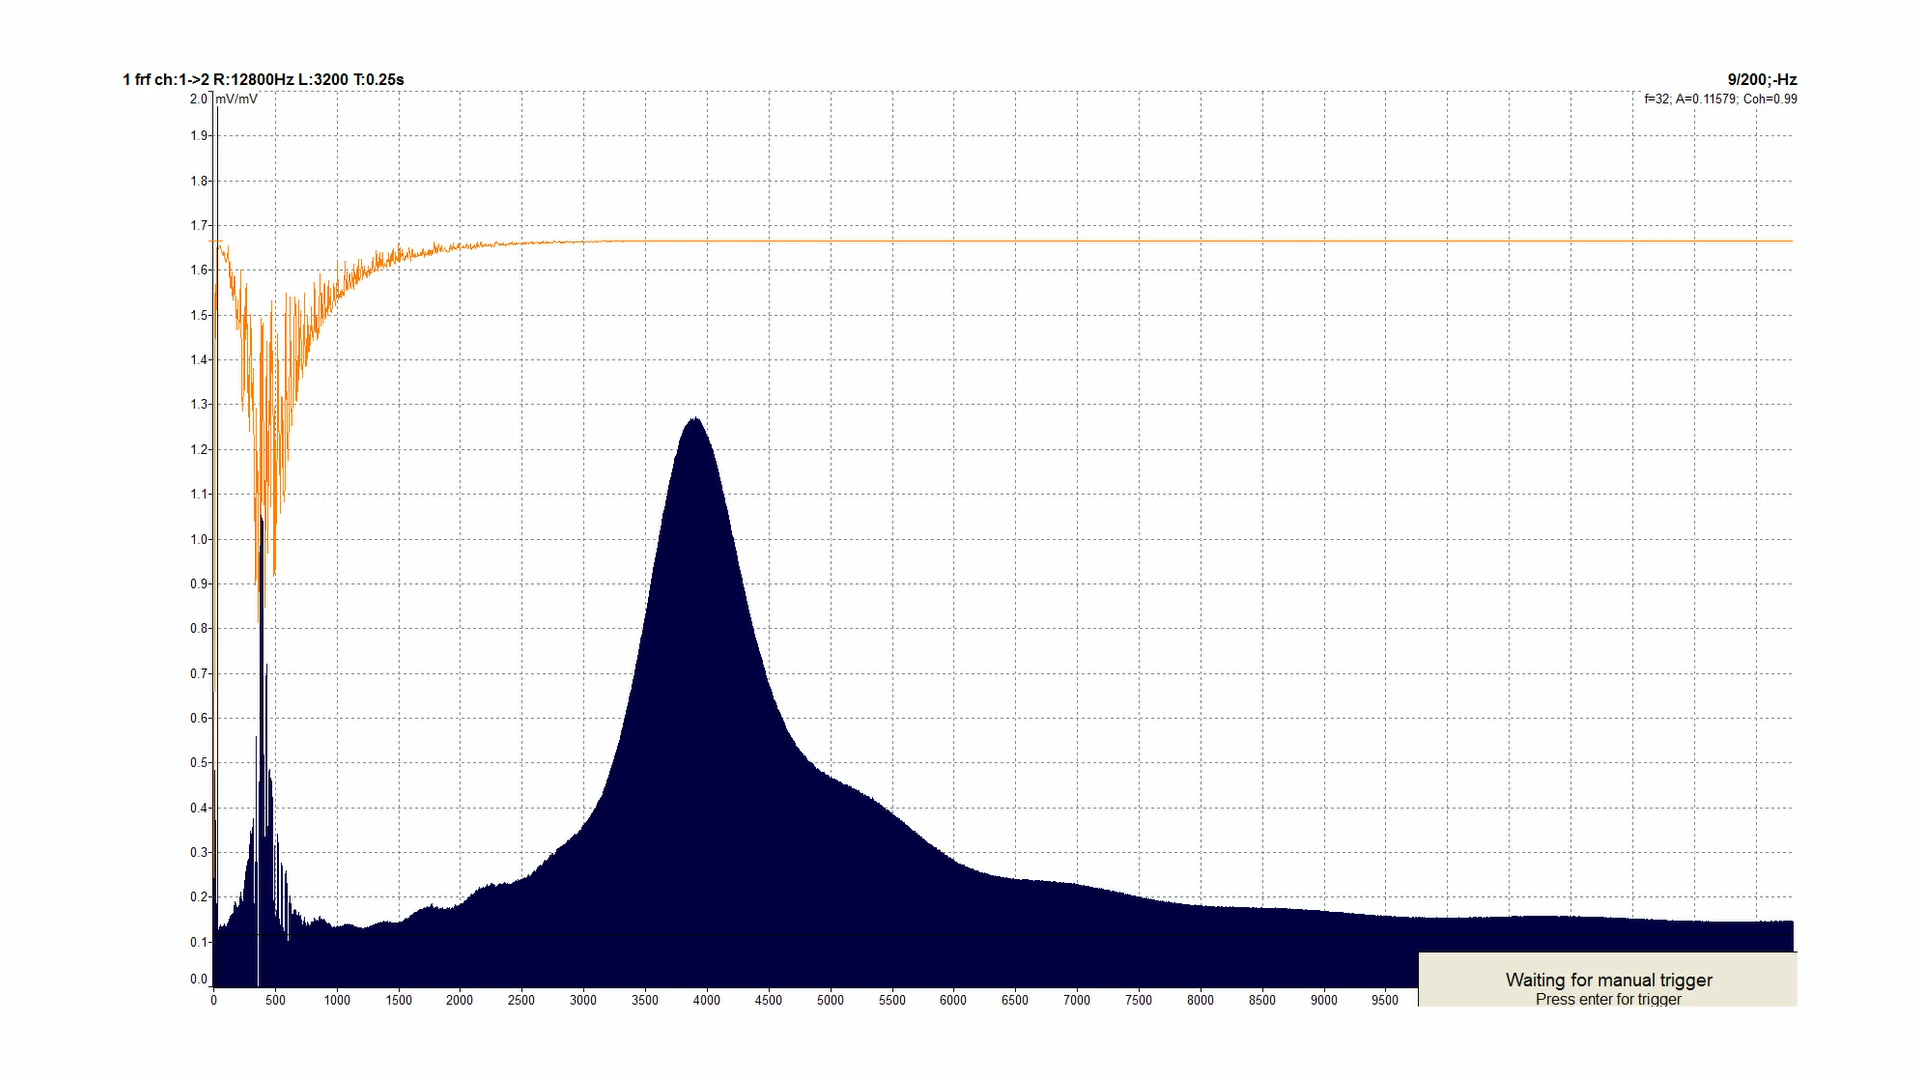 1 frf ch:1->2 R:12800Hz L:3200 T:0.25s
9/200;-Hz
2.0 mV/mV
f=32; A=0.11579; Coh=0.99
1.9
1.8
1.7
1.6
1.5
1.4
1.3
1.2
1.1
1.0
0.9
0.8
0.7
0.6
0.5
0.4
0.3
0.2
0.1
0.0
0 500 1000 1500 2000 2500 3000 3500 4000 4500 5000 5500 6000 6500 7000 7500 8000 8500 9000 9500
Waiting for manual trigger
Press enter for trigger